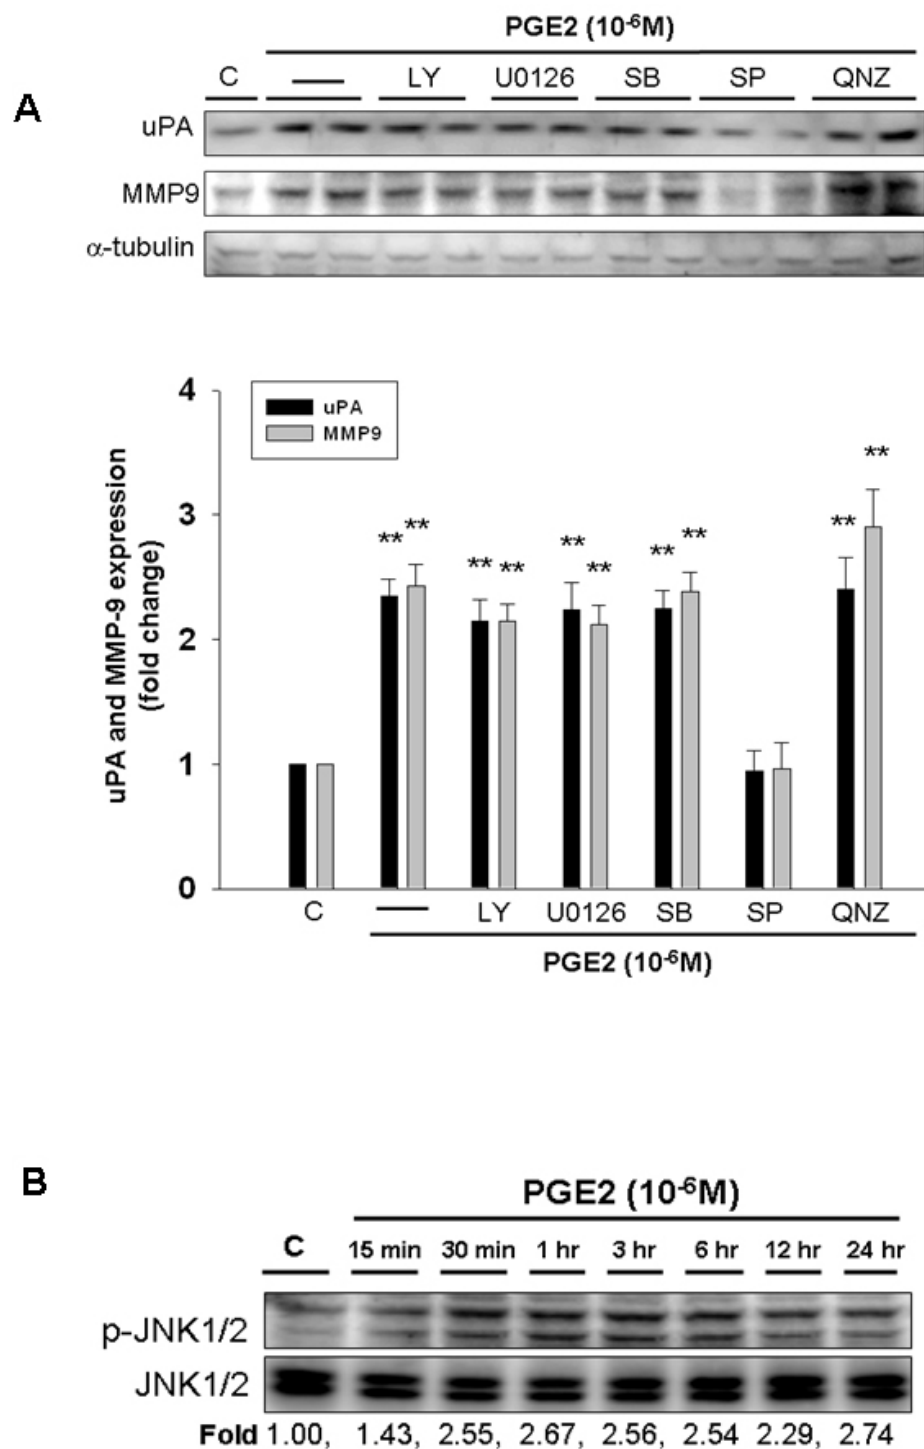 PGE2 (10⁻⁶M)
C — LY U0126 SB SP QNZ
A
uPA
MMP9
α-tubulin
4
3
2
1
0
uPA and MMP-9 expression
(fold change)
uPA
MMP9
** ** ** ** ** ** ** ** ** **
C — LY U0126 SB SP QNZ
PGE2 (10⁻⁶M)
B
PGE2 (10⁻⁶M)
C 15 min 30 min 1 hr 3 hr 6 hr 12 hr 24 hr
p-JNK1/2
JNK1/2
Fold 1.00, 1.43, 2.55, 2.67, 2.56, 2.54 2.29, 2.74